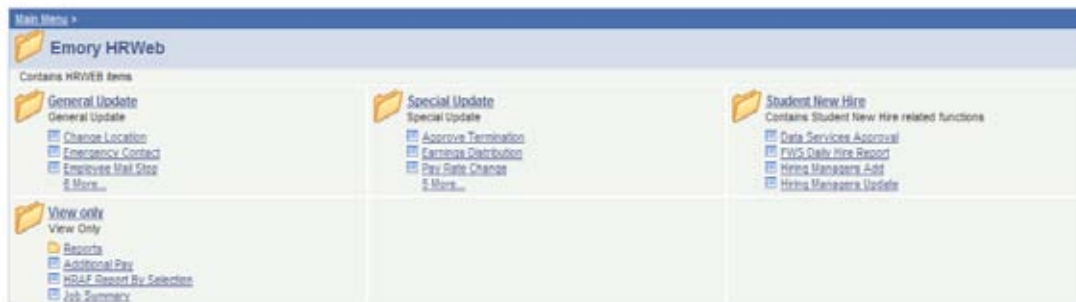 Main Menu >
Emory HRWeb
Contains HRWEB items
General Update
General Update
Change Location
Emergency Contact
Employee Mail Stop
6 More...
Special Update
Special Update
Approve Termination
Earnings Distribution
Pay Rate Change
5 More...
Student New Hire
Contains Student New Hire related functions
Data Services Approval
FWS Daily Hire Report
Hiring Managers Add
Hiring Managers Update
View only
View Only
Reports
Additional Pay
HRAF Report By Selection
Job Summary